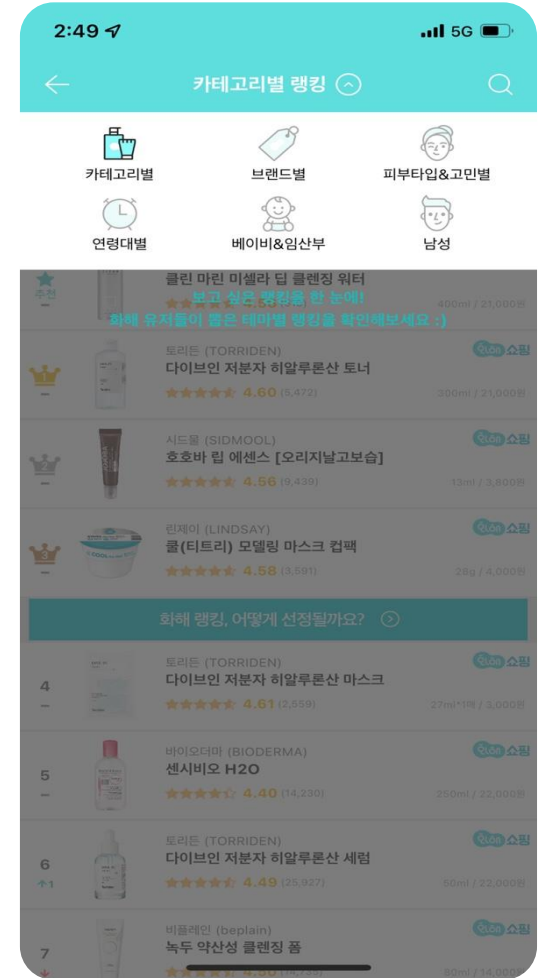 2:49
5G
카테고리별 랭킹
카테고리별
브랜드별
피부타입&고민별
연령대별
베이비&임산부
남성
추천
클린 마린 미셀라 딥 클렌징 워터
400ml / 21,000원
보고 싶은 랭킹을 한 눈에!
화해 유저들이 뽑은 테마별 랭킹을 확인해보세요 :)
1
토리든 (TORRIDEN)
쇼핑
다이브인 저분자 히알루론산 토너
4.60 (5,472)
300ml / 21,000원
2
시드물 (SIDMOOL)
쇼핑
호호바 립 에센스 [오리지날고보습]
4.56 (9,439)
13ml / 3,800원
3
린제이 (LINDSAY)
쇼핑
쿨(티트리) 모델링 마스크 컵팩
4.58 (3,591)
28g / 4,000원
화해 랭킹, 어떻게 선정될까요?
4
토리든 (TORRIDEN)
쇼핑
다이브인 저분자 히알루론산 마스크
4.61 (2,559)
27ml*1매 / 3,000원
5
바이오더마 (BIODERMA)
쇼핑
센시비오 H2O
4.40 (14,230)
250ml / 22,000원
6
1
토리든 (TORRIDEN)
쇼핑
다이브인 저분자 히알루론산 세럼
4.49 (25,927)
50ml / 22,000원
7
비플레인 (beplain)
쇼핑
녹두 약산성 클렌징 폼
80ml / 14,000원